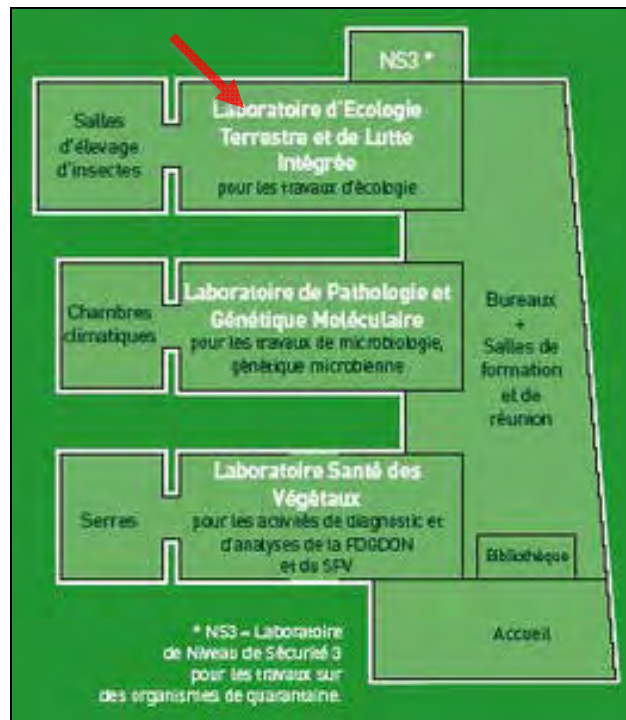 NS3 *
Salles
d'élevage
d'insectes
Laboratoire d'Ecologie
Terrestre et de Lutte
Intégrée
pour les travaux d'écologie
Chambres
climatiques
Laboratoire de Pathologie et
Génétique Moléculaire
pour les travaux de microbiologie,
génétique microbienne
Bureaux
+
Salles de
formation
et de
réunion
Serres
Laboratoire Santé des
Végétaux
pour les activités de diagnostic et
d'analyses de la FDGDON
et du SPV
Bibliothèque
Accueil
* NS3 – Laboratoire
de Niveau de Sécurité 3
pour les travaux sur
des organismes de quarantaine.